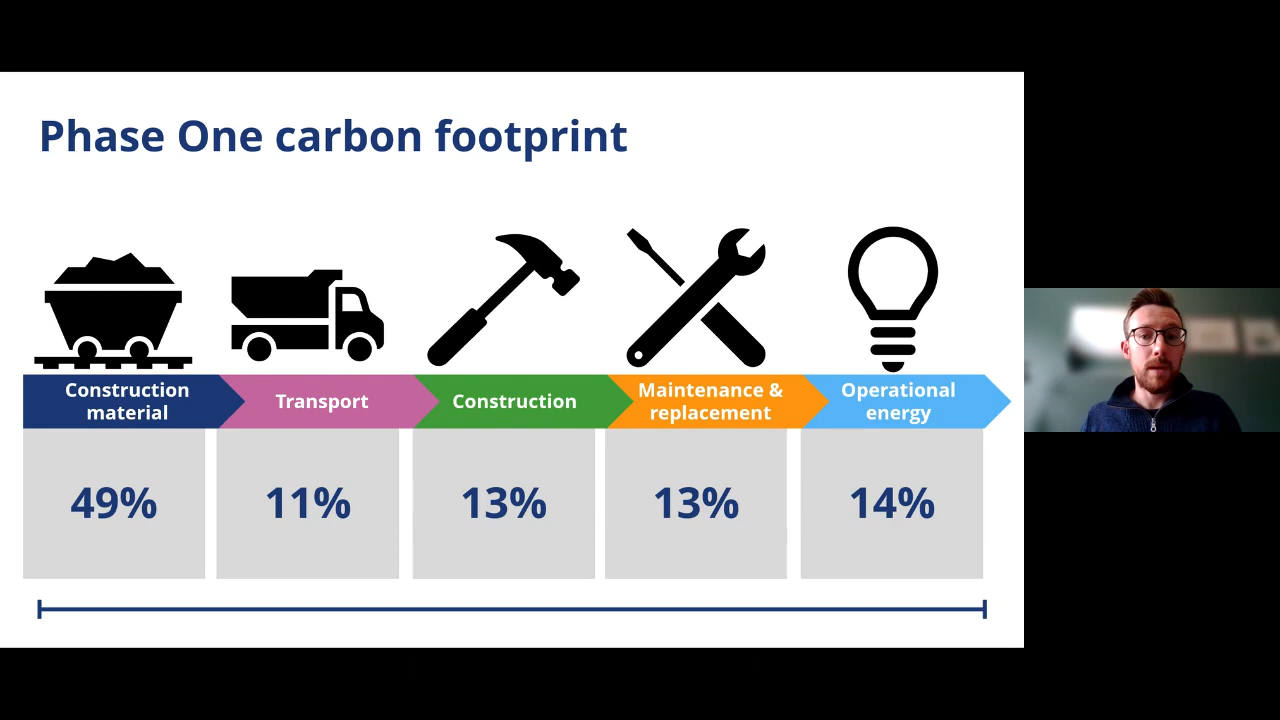 Phase One carbon footprint
Construction
material
Transport
Construction
Maintenance &
replacement
Operational
energy
49%
11%
13%
13%
14%